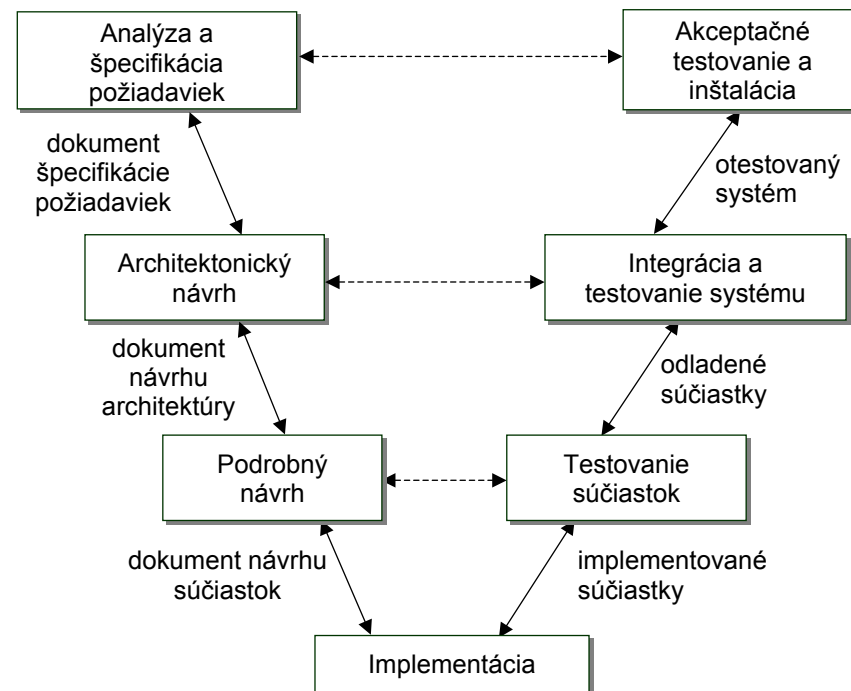 Analýza a
špecifikácia
požiadaviek
Akceptačné
testovanie a
inštalácia
dokument
špecifikácie
požiadaviek
otestovaný
systém
Architektonický
návrh
Integrácia a
testovanie systému
dokument
návrhu
architektúry
odladené
súčiastky
Podrobný
návrh
Testovanie
súčiastok
dokument návrhu
súčiastok
implementované
súčiastky
Implementácia